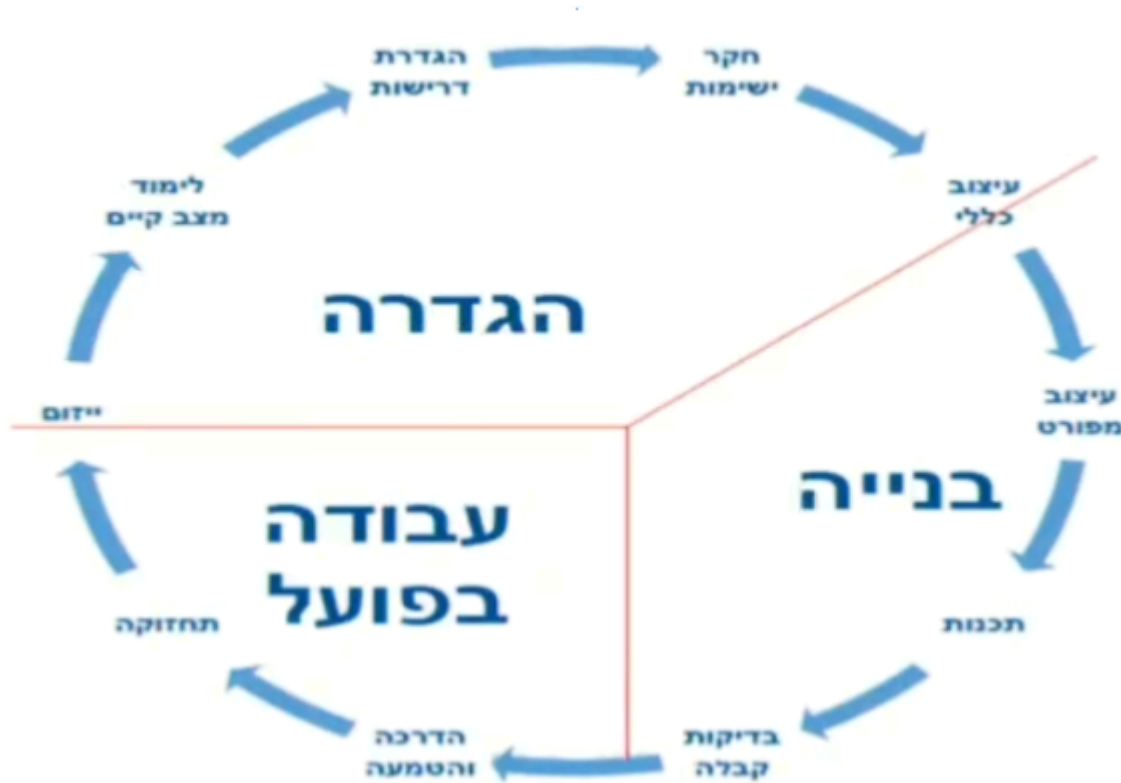 הגדרת
דרישות
חקר
ישימות
לימוד
מצב קיים
עיצוב
כללי
הגדרה
ייזום
עיצוב
מפורט
בנייה
עבודה
בפועל
תחזוקה
תכנות
הדרכה
והטמעה
בדיקות
קבלה